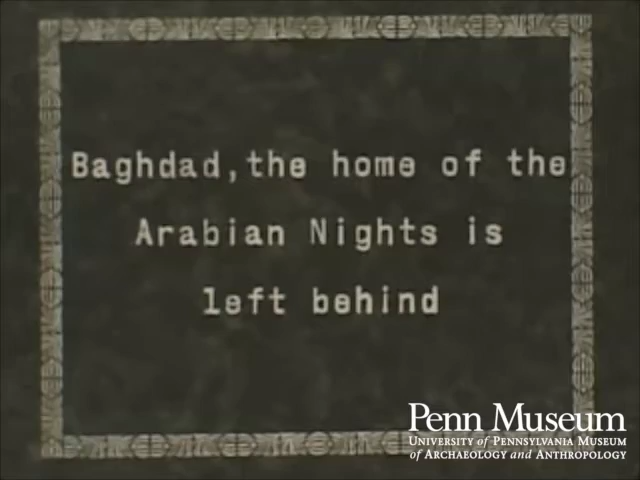 Baghdad,the home of the
Arabian Nights is
left behind
Penn Museum
University of Pennsylvania Museum
of Archaeology and Anthropology